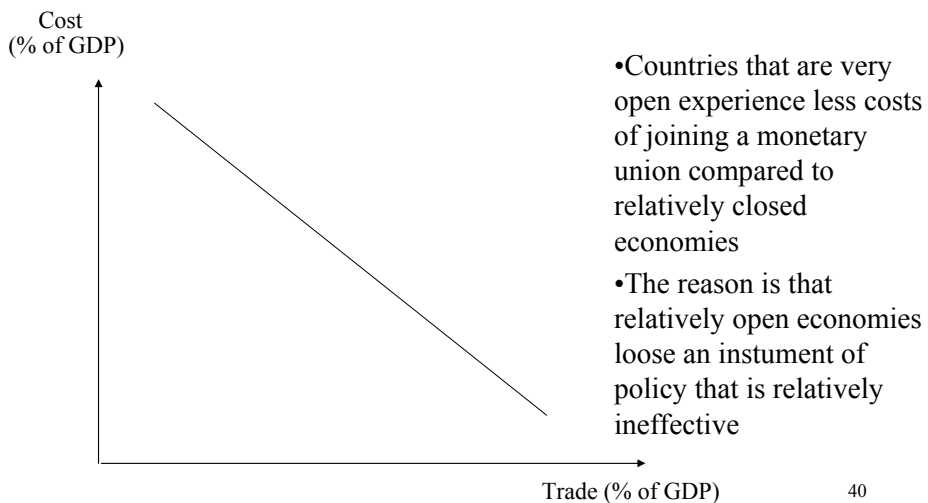 Cost
(% of GDP)
•Countries that are very
open experience less costs
of joining a monetary
union compared to
relatively closed
economies
•The reason is that
relatively open economies
loose an instument of
policy that is relatively
ineffective
Trade (% of GDP)
40